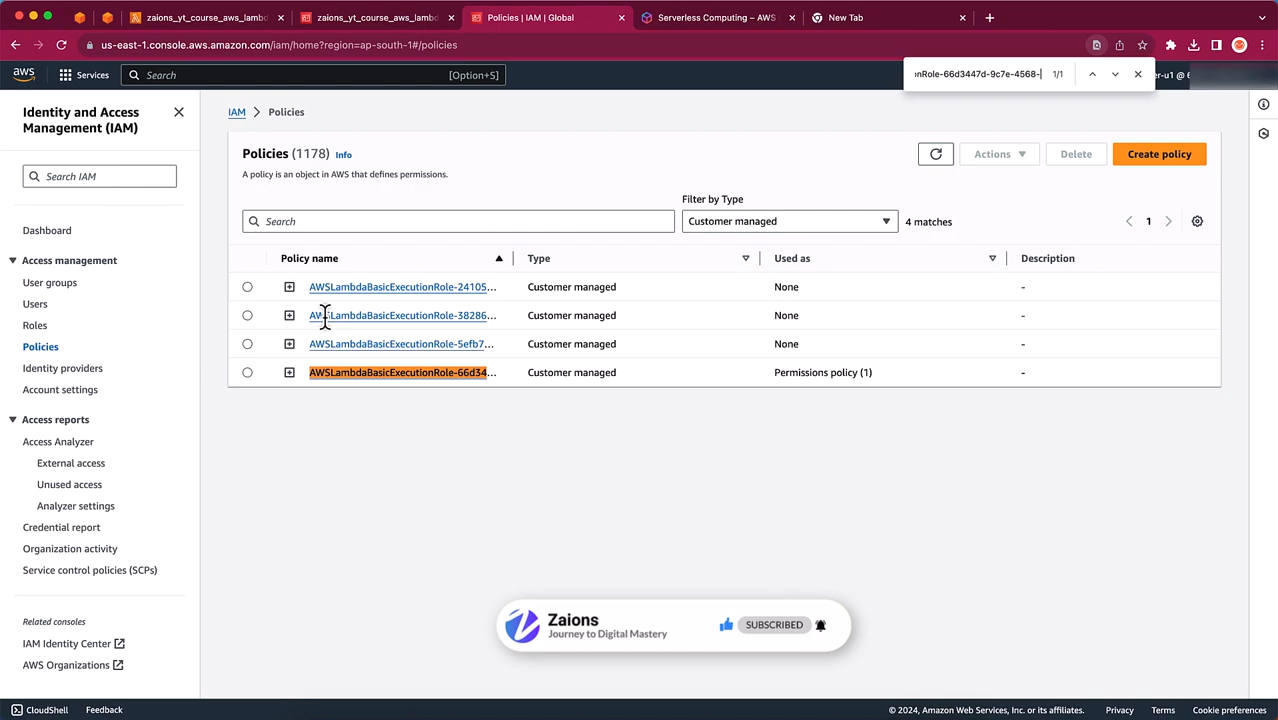 zaions_yt_course_aws_lambd
zaions_yt_course_aws_lambd
Policies | IAM | Global
Serverless Computing – AWS
New Tab
us-east-1.console.aws.amazon.com/iam/home?region=ap-south-1#/policies
onRole-66d3447d-9c7e-4568-
1/1
aws
Services
Search
[Option+S]
er-u1 @ 6
Identity and Access
Management (IAM)
Search IAM
Dashboard
Access management
User groups
Users
Roles
Policies
Identity providers
Account settings
Access reports
Access Analyzer
External access
Unused access
Analyzer settings
Credential report
Organization activity
Service control policies (SCPs)
Related consoles
IAM Identity Center
AWS Organizations
IAM > Policies
Policies (1178) Info
A policy is an object in AWS that defines permissions.
Actions
Delete
Create policy
Filter by Type
Search
Customer managed
4 matches
1
Policy name Type Used as Description
AWSLambdaBasicExecutionRole-24105... Customer managed None -
AWSLambdaBasicExecutionRole-38286... Customer managed None -
AWSLambdaBasicExecutionRole-5efb7... Customer managed None -
AWSLambdaBasicExecutionRole-66d34... Customer managed Permissions policy (1) -
Zaions
Journey to Digital Mastery
SUBSCRIBED
CloudShell Feedback
© 2024, Amazon Web Services, Inc. or its affiliates. Privacy Terms Cookie preferences